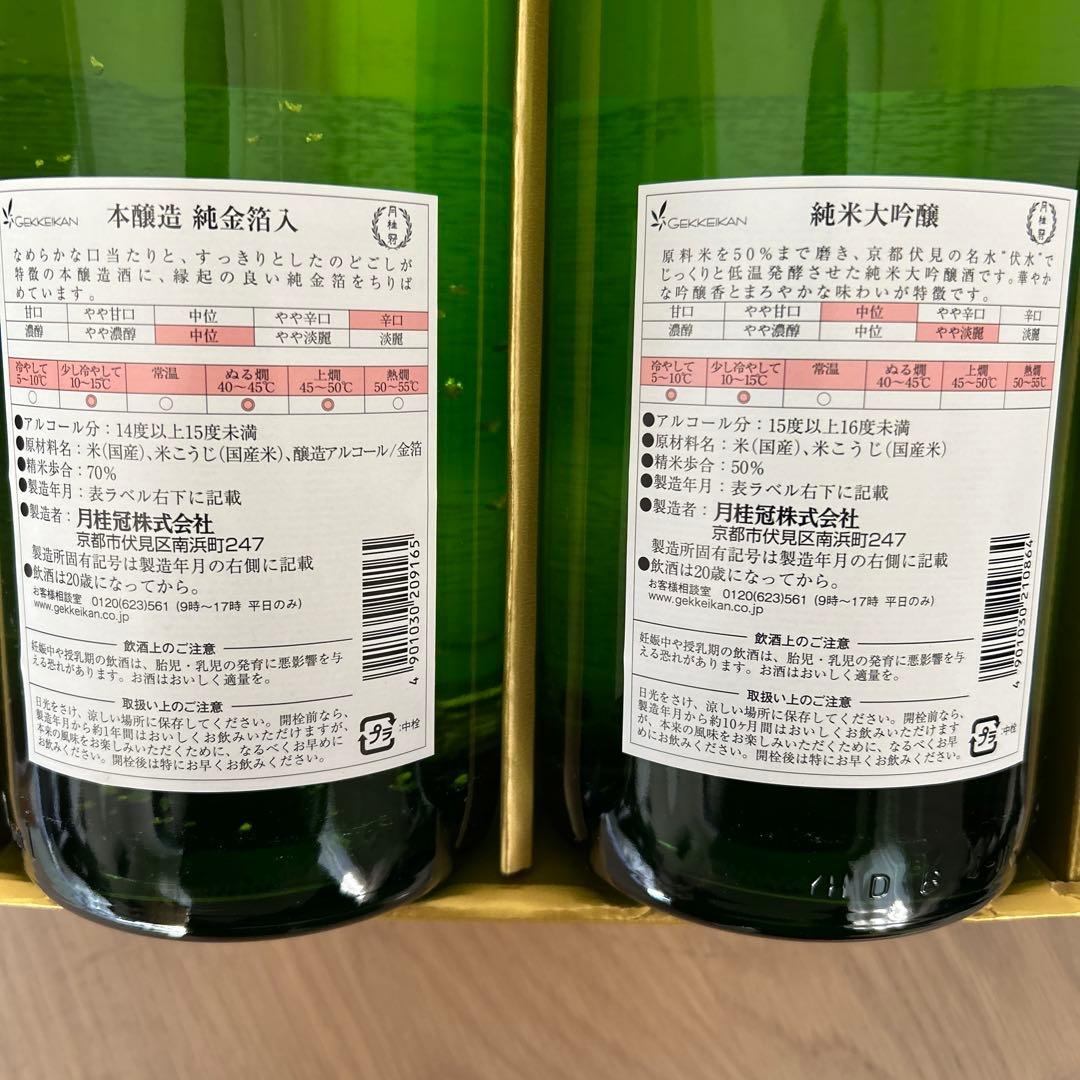 GEKKEIKAN 本醸造 純金箔入 月桂冠
なめらかな口当たりと、すっきりとしたのどごしが
特徴の本醸造酒に、縁起の良い純金箔をちりば
めています。
甘口 やや甘口 中位 やや辛口 辛口
濃醇 やや濃醇 中位 やや淡麗 淡麗
冷やして 少し冷やして 常温 ぬる燗 上燗 熱燗
5~10℃ 10~15℃ 40~45℃ 45~50℃ 50~55℃
●アルコール分：14度以上15度未満
●原材料名：米(国産)、米こうじ(国産米)、醸造アルコール/金箔
●精米歩合：70%
●製造年月：表ラベル右下に記載
●製造者：月桂冠株式会社
京都市伏見区南浜町247
製造所固有記号は製造年月の右側に記載
●飲酒は20歳になってから。
お客様相談室 0120(623)561 (9時~17時 平日のみ)
www.gekkeikan.co.jp
飲酒上のご注意
妊娠中や授乳期の飲酒は、胎児・乳児の発育に悪影響を与
える恐れがあります。お酒はおいしく適量を。
取扱い上のご注意
日光をさけ、涼しい場所に保存してください。開栓前なら、
製造年月から約1年間はおいしくお飲みいただけますが、
本来の風味をお楽しみいただくために、なるべくお早めに
お飲みください。開栓後は特にお早くお飲みください。
プラ :中栓
4 901030 209165
GEKKEIKAN 純米大吟醸 月桂冠
原料米を50%まで磨き、京都伏見の名水“伏水”で
じっくりと低温発酵させた純米大吟醸酒です。華やか
な吟醸香とまろやかな味わいが特徴です。
甘口 やや甘口 中位 やや辛口 辛口
濃醇 やや濃醇 中位 やや淡麗 淡麗
冷やして 少し冷やして 常温 ぬる燗 上燗 熱燗
5~10℃ 10~15℃ 40~45℃ 45~50℃ 50~55℃
●アルコール分：15度以上16度未満
●原材料名：米(国産)、米こうじ(国産米)
●精米歩合：50%
●製造年月：表ラベル右下に記載
●製造者：月桂冠株式会社
京都市伏見区南浜町247
製造所固有記号は製造年月の右側に記載
●飲酒は20歳になってから。
お客様相談室 0120(623)561 (9時~17時 平日のみ)
www.gekkeikan.co.jp
飲酒上のご注意
妊娠中や授乳期の飲酒は、胎児・乳児の発育に悪影響を与
える恐れがあります。お酒はおいしく適量を。
取扱い上のご注意
日光をさけ、涼しい場所に保存してください。開栓前なら、
製造年月から約10ヶ月間はおいしくお飲みいただけます
が、本来の風味をお楽しみいただくために、なるべくお早
めにお飲みください。開栓後は特にお早くお飲みください。
プラ :中栓
4 901030 210864